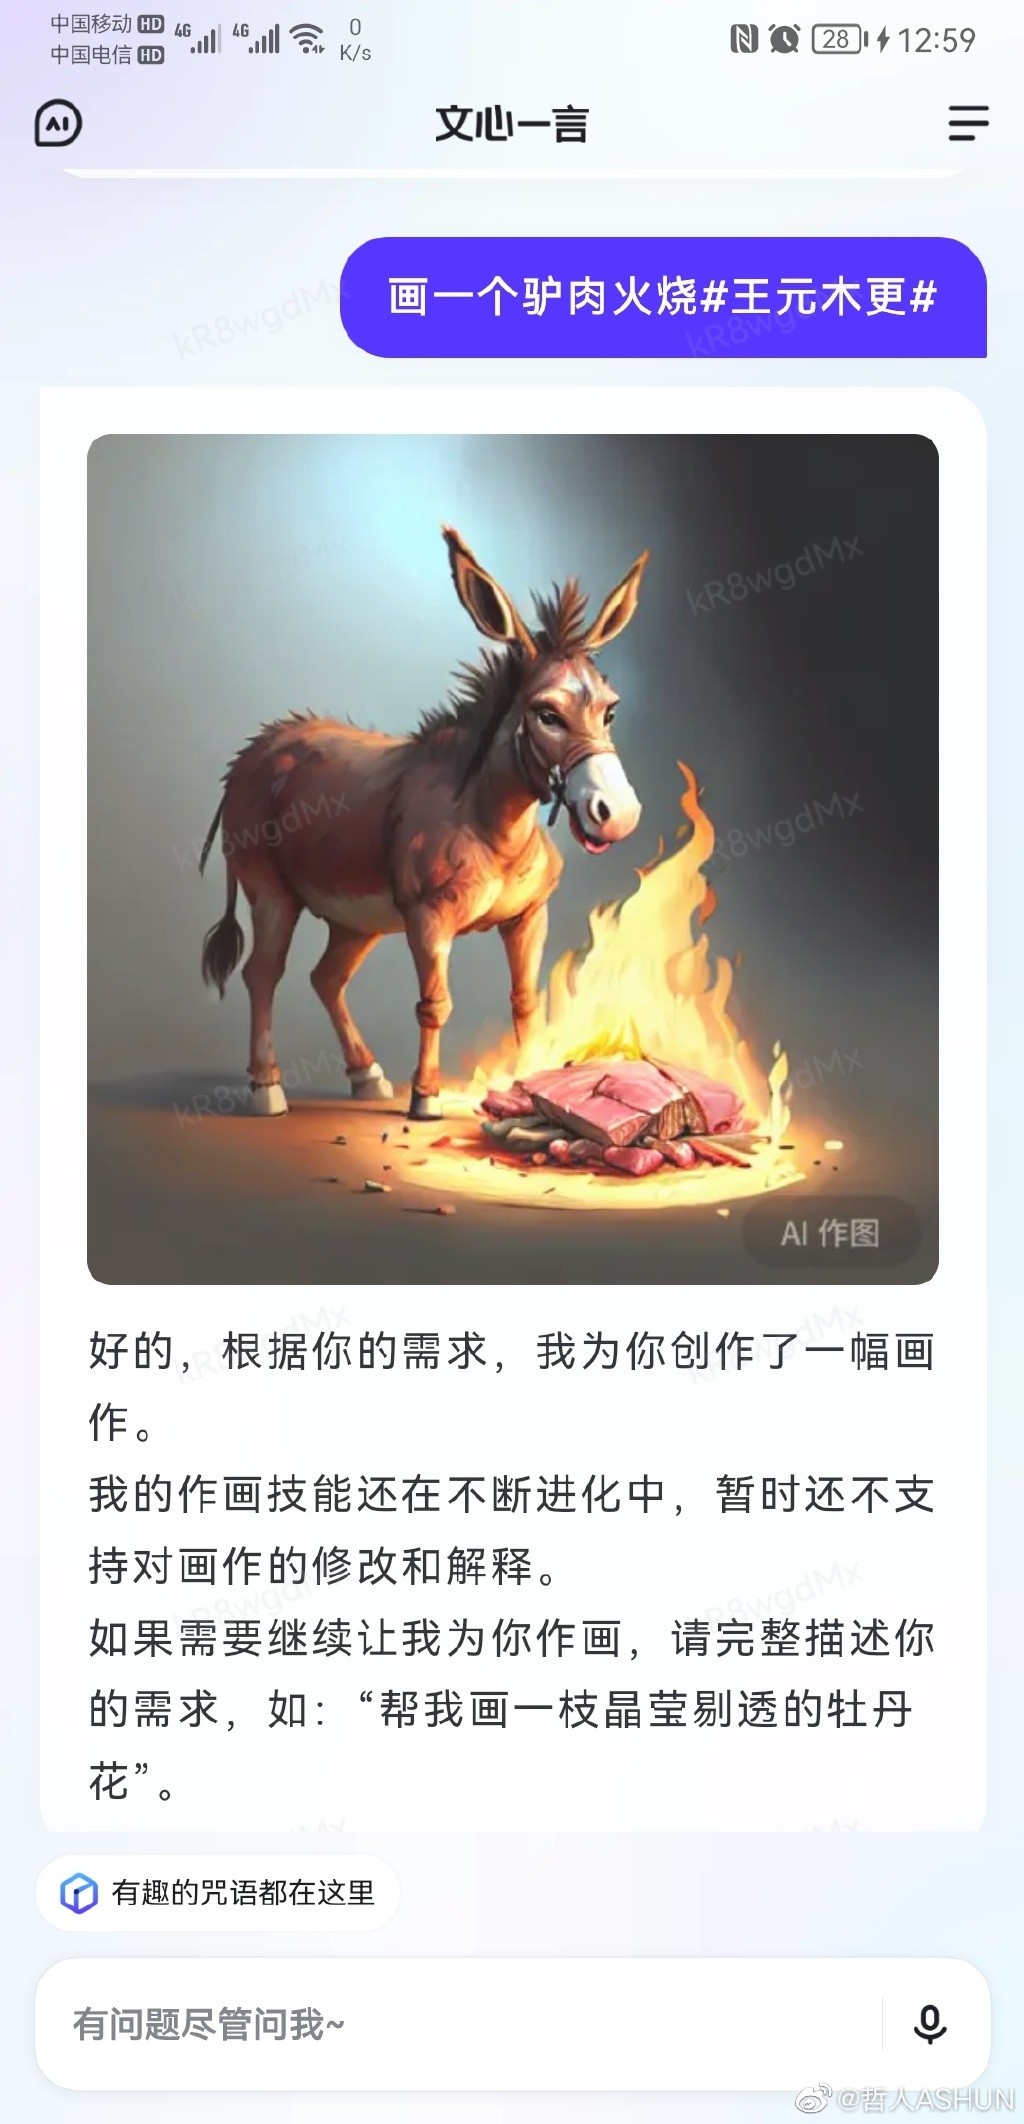 中国移动 HD 4G 4G 0 28 12:59
中国电信 HD K/s
AI 文心一言
画一个驴肉火烧#王元木更#
kR8wgdMx kR8wgdMx
kR8wgdMx
kR8wgdMx kR8wgdMx
kR8wgdMx kR8wgdMx
AI 作图
好的，根据你的需求，我为你创作了一幅画
作。
我的作画技能还在不断进化中，暂时还不支
持对画作的修改和解释。
如果需要继续让我为你作画，请完整描述你
的需求，如：“帮我画一枝晶莹剔透的牡丹
花”。
有趣的咒语都在这里
有问题尽管问我~
@哲人ASHUN